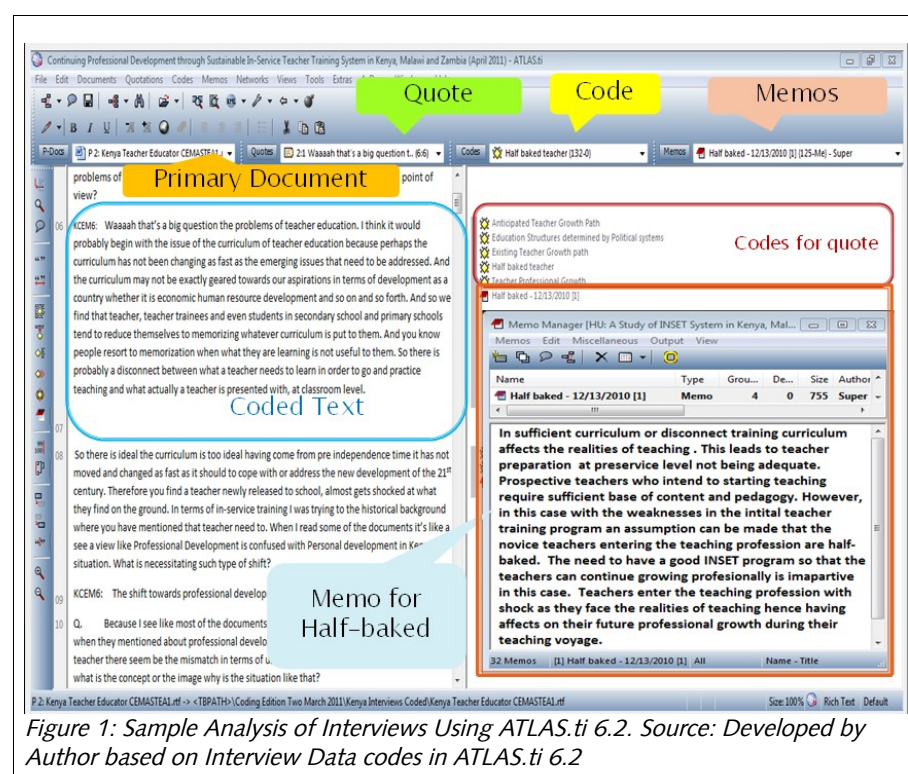 Continuing Professional Development through Sustainable In-Service Teacher Training System in Kenya, Malawi and Zambia (April 2011) - ATLAS.ti
File Edit Documents Quotations Codes Memos Networks Views Tools Extras
Quote
Code
Memos
P-Docs P 2: Kenya Teacher Educator CEMASTEA1. Quotes 2:1 Waaaah that's a big question t.. (6:6) Codes Half baked teacher {132-0} Memos Half baked - 12/13/2010 [1] {125-Me} - Super
Primary Document
problems of
point of
view?
06 KCEM6: Waaaah that's a big question the problems of teacher education. I think it would
probably begin with the issue of the curriculum of teacher education because perhaps the
curriculum has not been changing as fast as the emerging issues that need to be addressed. And
the curriculum may not be exactly geared towards our aspirations in terms of development as a
country whether it is economic human resource development and so on and so forth. And so we
find that teacher, teacher trainees and even students in secondary school and primary schools
tend to reduce themselves to memorizing whatever curriculum is put to them. And you know
people resort to memorization when what they are learning is not useful to them. So there is
probably a disconnect between what a teacher needs to learn in order to go and practice
teaching and what actually a teacher is presented with, at classroom level.
Coded Text
07
08 So there is ideal the curriculum is too ideal having come from pre independence time it has not
moved and changed as fast as it should to cope with or address the new development of the 21st
century. Therefore you find a teacher newly released to school, almost gets shocked at what
they find on the ground. In terms of in-service training I was trying to the historical background
where you have mentioned that teacher need to. When I read some of the documents it's like a
see a view like Professional Development is confused with Personal development in Ken
situation. What is necessitating such type of shift?
09 KCEM6: The shift towards professional develop
10 Q. Because I see like most of the documents
when they mentioned about professional develo
teacher there seem be the mismatch in terms of u
what is the concept or the image why is the situation like that?
Anticipated Teacher Growth Path
Education Structures determined by Political systems
Existing Teacher Growth path
Half baked teacher
Teacher Professional Growth
Codes for quote
Half baked - 12/13/2010 [1]
Memo Manager [HU: A Study of INSET System in Kenya, Mal...
Memos Edit Miscellaneous Output View
Name Type Grou... De... Size Author
Half baked - 12/13/2010 [1] Memo 4 0 755 Super
In sufficient curriculum or disconnect training curriculum
affects the realities of teaching . This leads to teacher
preparation at preservice level not being adequate.
Prospective teachers who intend to starting teaching
require sufficient base of content and pedagogy. However,
in this case with the weaknesses in the intital teacher
training program an assumption can be made that the
novice teachers entering the teaching profession are half-
baked. The need to have a good INSET program so that the
teachers can continue growing profesionally is imapartive
in this case. Teachers enter the teaching profession with
shock as they face the realities of teaching hence having
affects on their future professional growth during their
teaching voyage.
32 Memos [1] Half baked - 12/13/2010 [1] All Name - Title
Memo for
Half-baked
P 2: Kenya Teacher Educator CEMASTEA1.rtf -> <TBPATH>\Coding Edition Two March 2011\Kenya Interviews Coded\Kenya Teacher Educator CEMASTEA1.rtf Size:100% Rich Text Default
Figure 1: Sample Analysis of Interviews Using ATLAS.ti 6.2. Source: Developed by
Author based on Interview Data codes in ATLAS.ti 6.2